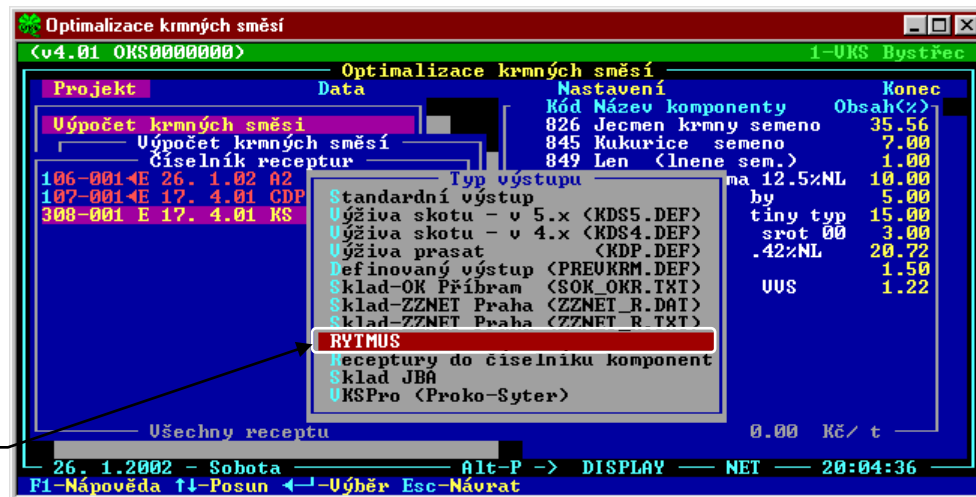 Optimalizace krmných směsí
(v4.01 OKS0000000) 1-VKS Bystřec
Optimalizace krmných směsí
Projekt Data Nastavení Konec
Kód Název komponenty Obsah(%)
Výpočet krmných směsi 826 Jecmen krmny semeno 35.56
Výpočet krmných směsí 845 Kukurice semeno 7.00
Číselník receptur 849 Len (lnene sem.) 1.00
106-001◄E 26. 1.02 A2 Typ výstupu ma 12.5%NL 10.00
107-001◄E 17. 4.01 CDP Standardní výstup by 5.00
308-001 E 17. 4.01 KS Výživa skotu - v 5.x (KDS5.DEF) tiny typ 15.00
Výživa skotu - v 4.x (KDS4.DEF) srot 00 3.00
Výživa prasat (KDP.DEF) .42%NL 20.72
Definovaný výstup (PREVKRM.DEF) 1.50
Sklad-OK Příbram (SOK_OKR.TXT) VVS 1.22
Sklad-ZZNET Praha (ZZNET_R.DAT)
Sklad-ZZNET Praha (ZZNET_R.TXT)
RYTMUS
Receptury do číselníku komponent
Sklad JBA
VKSPro (Proko-Syter)
Všechny receptu 0.00 Kč/ t
26. 1.2002 - Sobota Alt-P -> DISPLAY NET 20:04:36
F1-Nápověda ↑↓-Posun ◄┘-Výběr Esc-Návrat